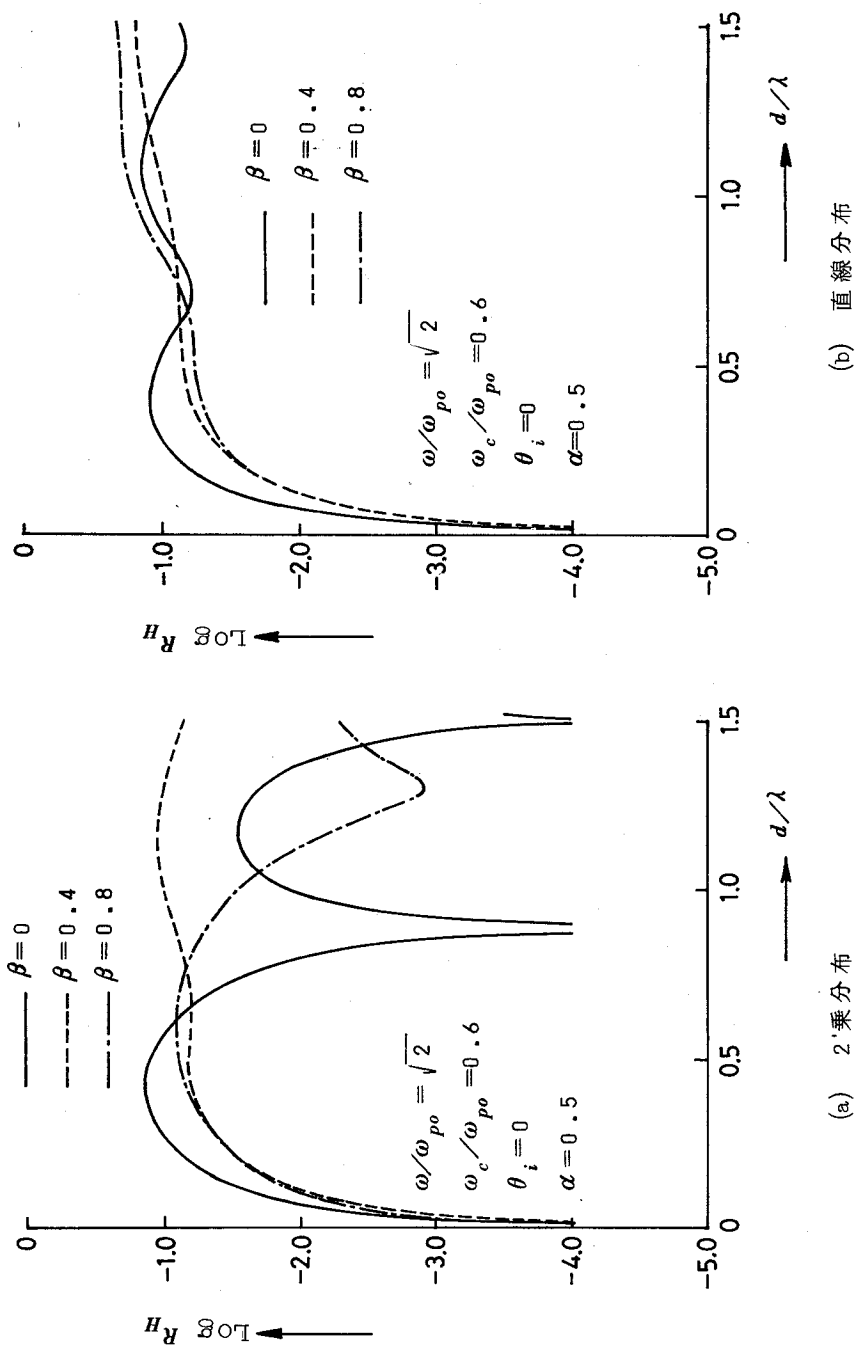 β=0
β=0.4
β=0.8
0
-1.0
-2.0
-3.0
-4.0
-5.0
Log R_H
ω/ω_po=√2
ω_c/ω_po=0.6
θ_i=0
α=0.5
0
0.5
1.0
1.5
d/λ
(a) 2'乗分布
0
-1.0
-2.0
-3.0
-4.0
-5.0
Log R_H
β=0
β=0.4
β=0.8
ω/ω_po=√2
ω_c/ω_po=0.6
θ_i=0
α=0.5
0
0.5
1.0
1.5
d/λ
(b) 直線分布